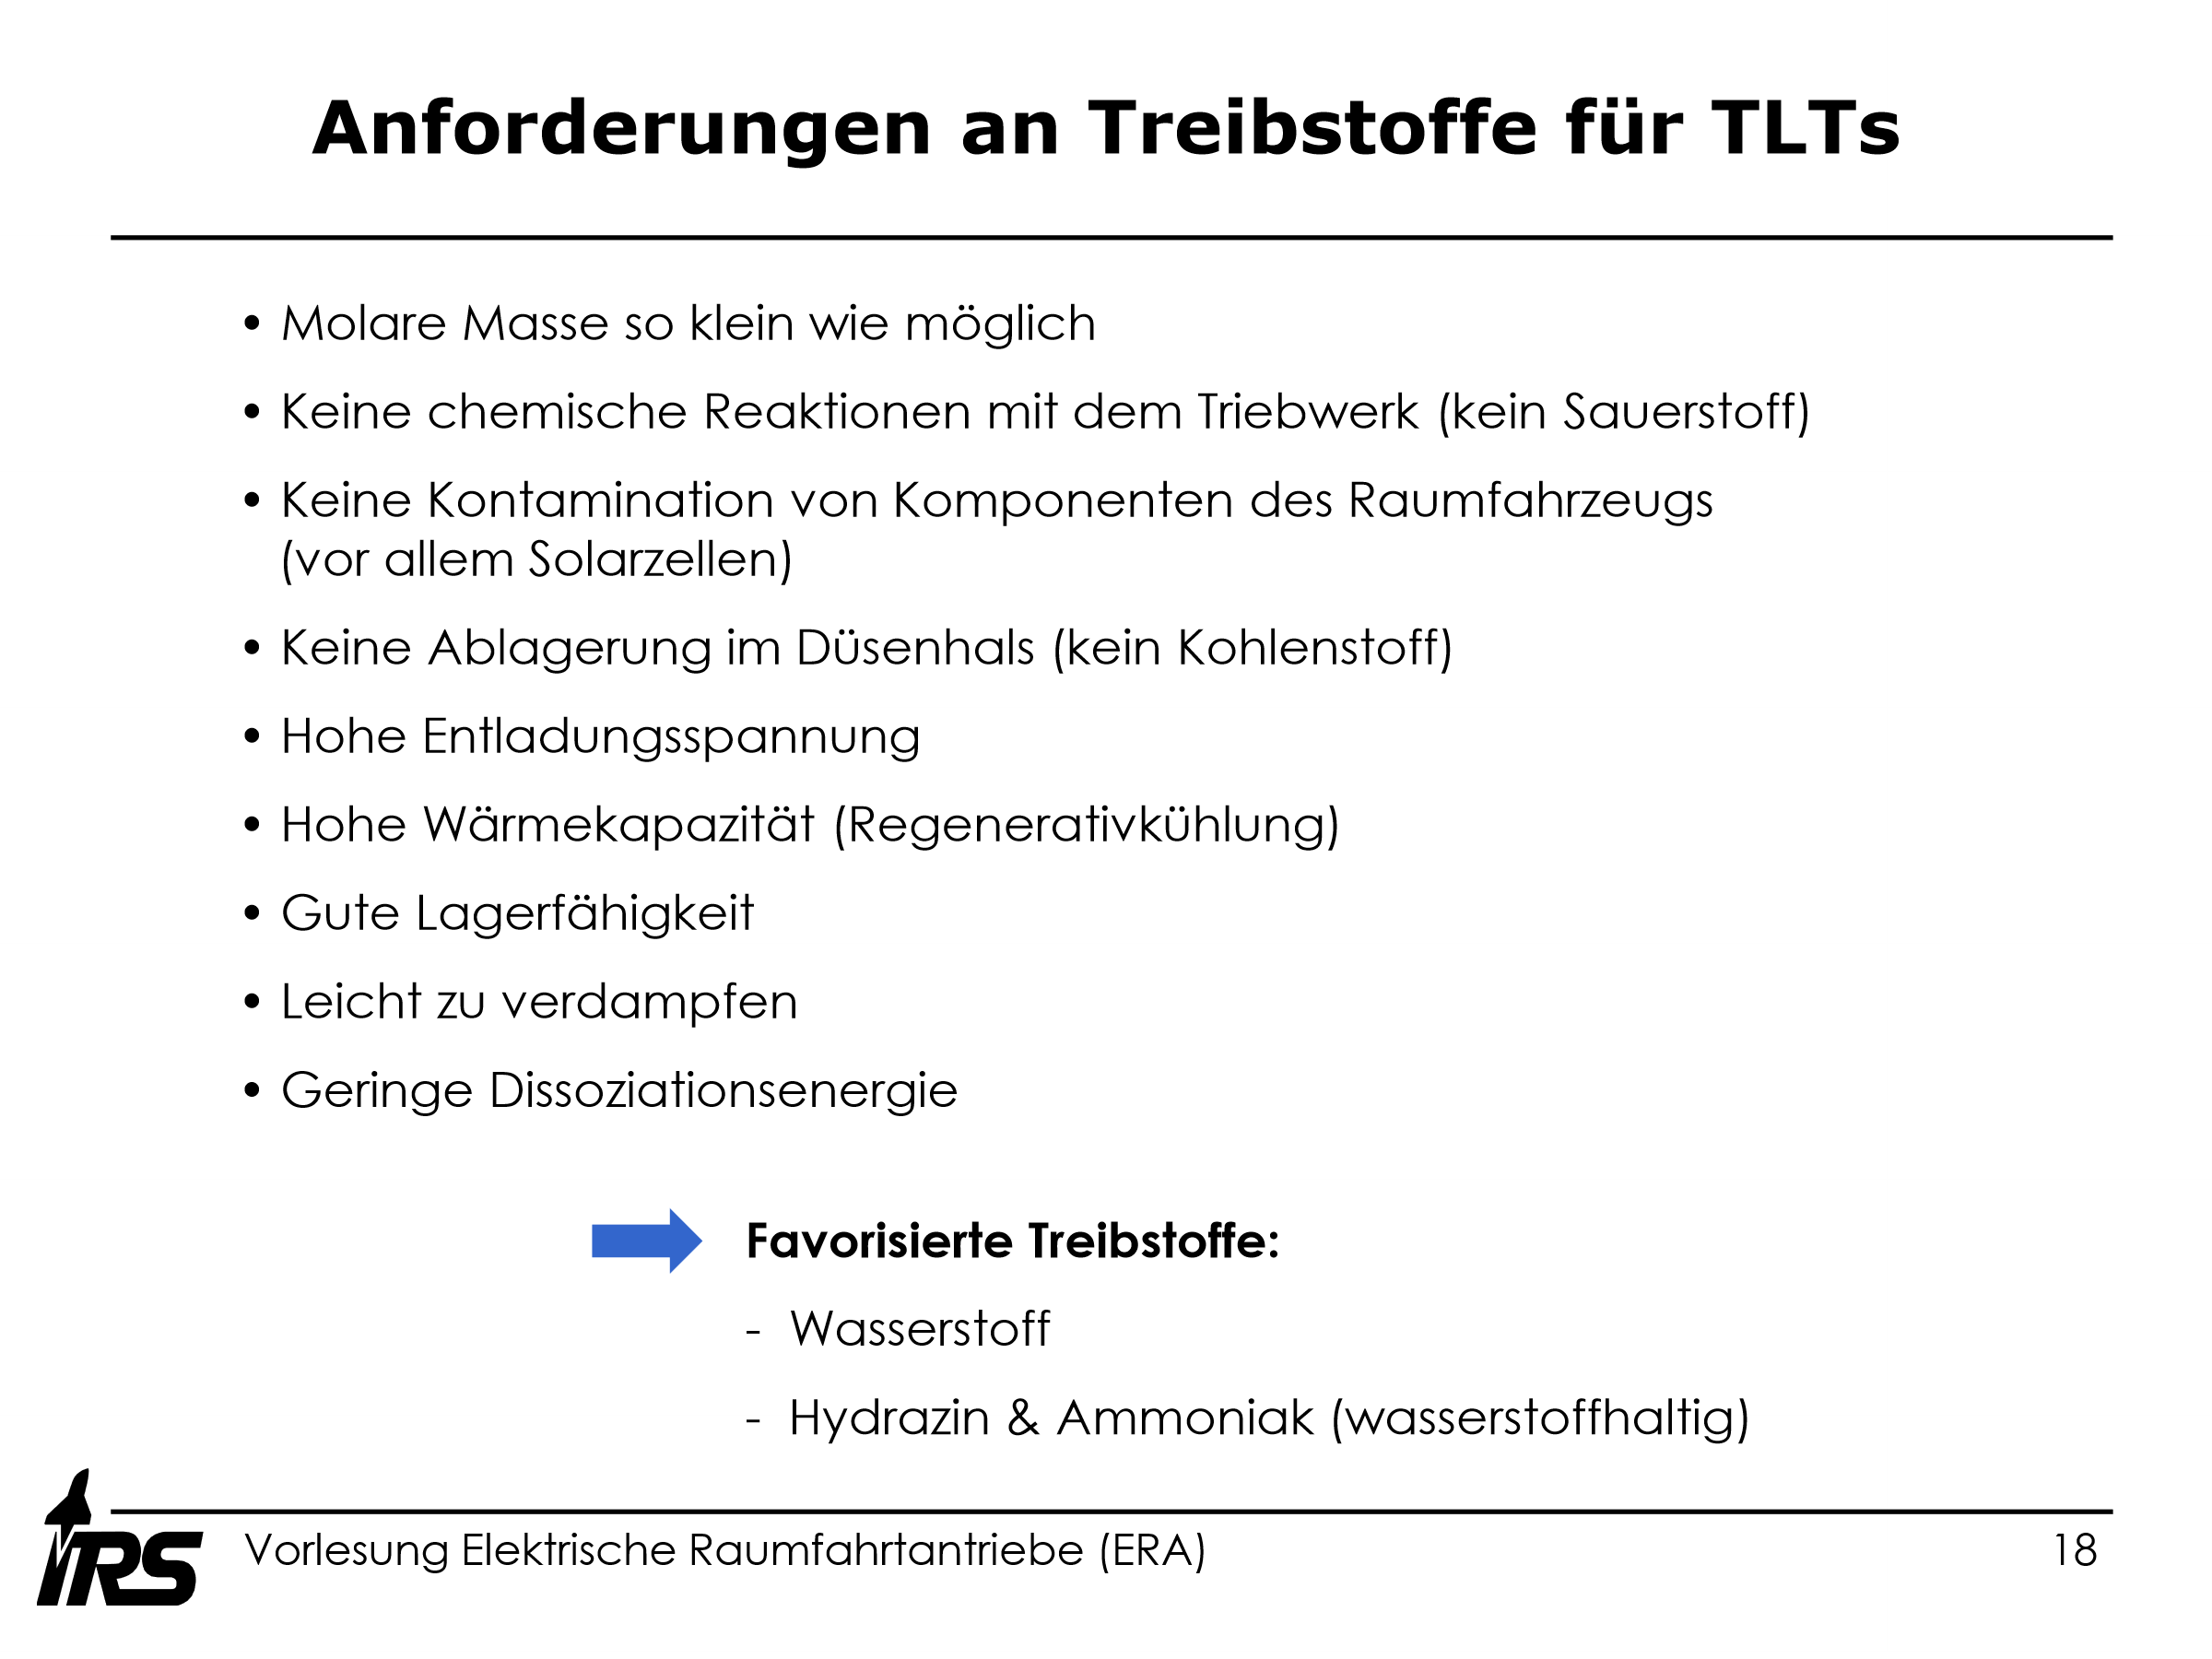 Anforderungen an Treibstoffe für TLTs
• Molare Masse so klein wie möglich
• Keine chemische Reaktionen mit dem Triebwerk (kein Sauerstoff)
• Keine Kontamination von Komponenten des Raumfahrzeugs
(vor allem Solarzellen)
• Keine Ablagerung im Düsenhals (kein Kohlenstoff)
• Hohe Entladungsspannung
• Hohe Wärmekapazität (Regenerativkühlung)
• Gute Lagerfähigkeit
• Leicht zu verdampfen
• Geringe Dissoziationsenergie
Favorisierte Treibstoffe:
- Wasserstoff
- Hydrazin & Ammoniak (wasserstoffhaltig)
IRS
Vorlesung Elektrische Raumfahrtantriebe (ERA)
18